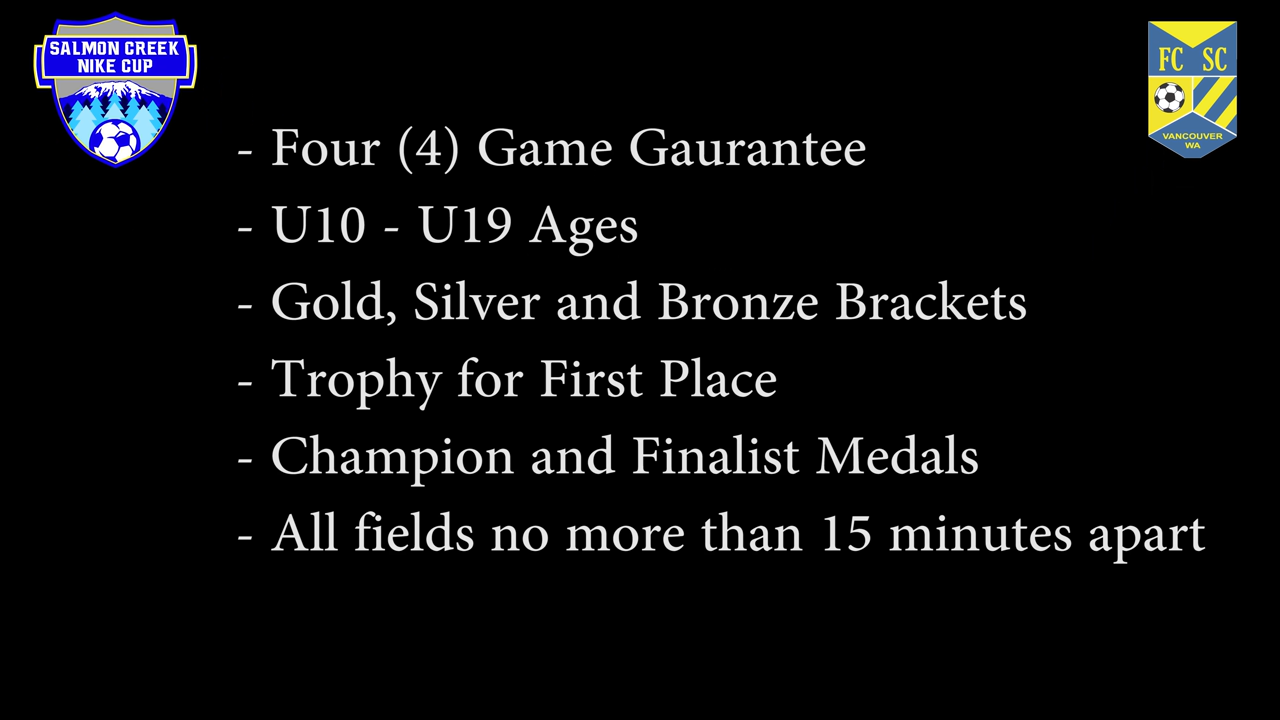 SALMON CREEK
NIKE CUP
FC SC
VANCOUVER
WA
- Four (4) Game Gaurantee
- U10 - U19 Ages
- Gold, Silver and Bronze Brackets
- Trophy for First Place
- Champion and Finalist Medals
- All fields no more than 15 minutes apart